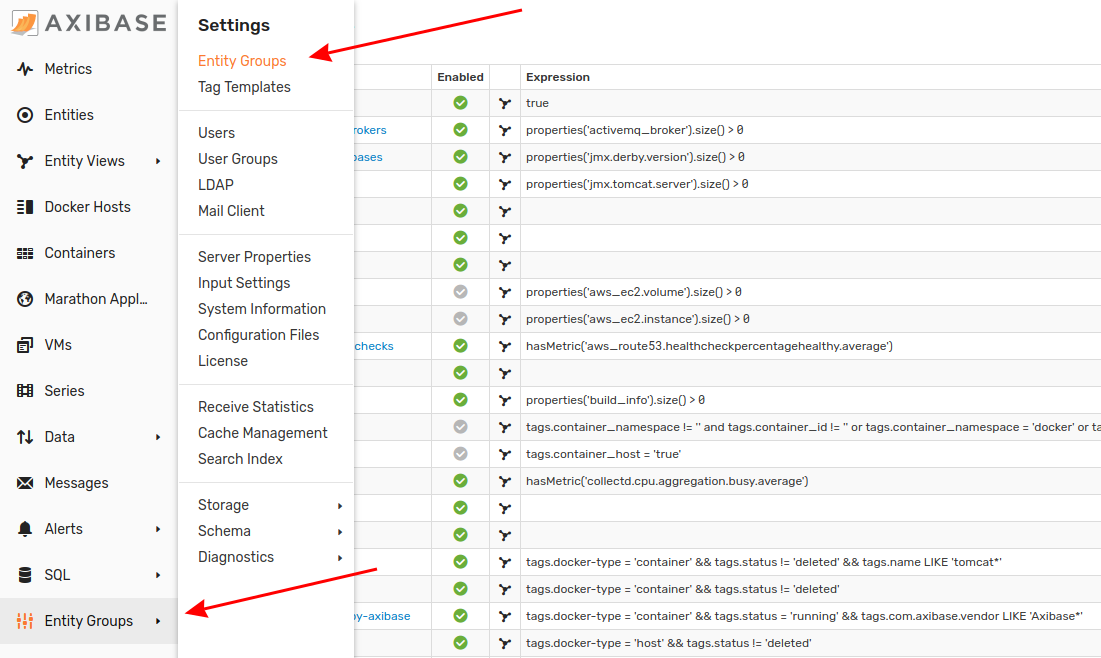 AXIBASE
Metrics
Entities
Entity Views
Docker Hosts
Containers
Marathon Appl...
VMs
Series
Data
Messages
Alerts
SQL
Entity Groups
Settings
Entity Groups
Tag Templates
Users
User Groups
LDAP
Mail Client
Server Properties
Input Settings
System Information
Configuration Files
License
Receive Statistics
Cache Management
Search Index
Storage
Schema
Diagnostics
Enabled Expression
true
rokers properties('activemq_broker').size() > 0
bases properties('jmx.derby.version').size() > 0
properties('jmx.tomcat.server').size() > 0
properties('aws_ec2.volume').size() > 0
properties('aws_ec2.instance').size() > 0
checks hasMetric('aws_route53.healthcheckpercentagehealthy.average')
properties('build_info').size() > 0
tags.container_namespace != '' and tags.container_id != '' or tags.container_namespace = 'docker' or ta
tags.container_host = 'true'
hasMetric('collectd.cpu.aggregation.busy.average')
tags.docker-type = 'container' && tags.status != 'deleted' && tags.name LIKE 'tomcat*'
tags.docker-type = 'container' && tags.status != 'deleted'
by-axibase tags.docker-type = 'container' && tags.status = 'running' && tags.com.axibase.vendor LIKE 'Axibase*'
tags.docker-type = 'host' && tags.status != 'deleted'